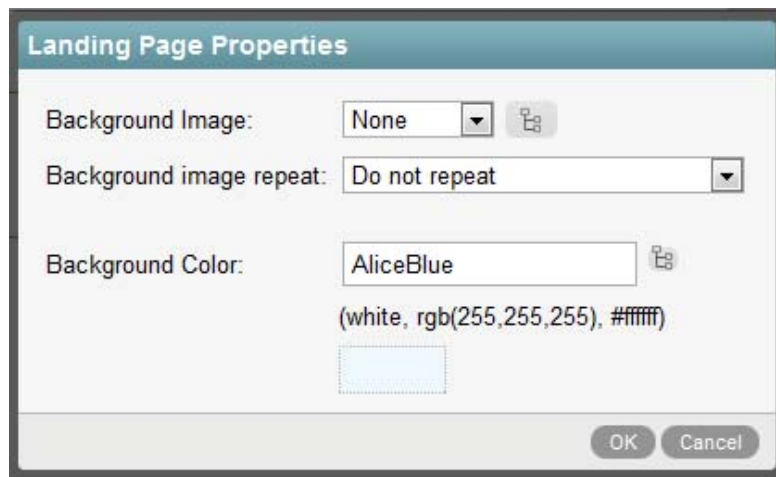 Landing Page Properties
Background Image: None
Background image repeat: Do not repeat
Background Color: AliceBlue
(white, rgb(255,255,255), #ffffff)
OK Cancel